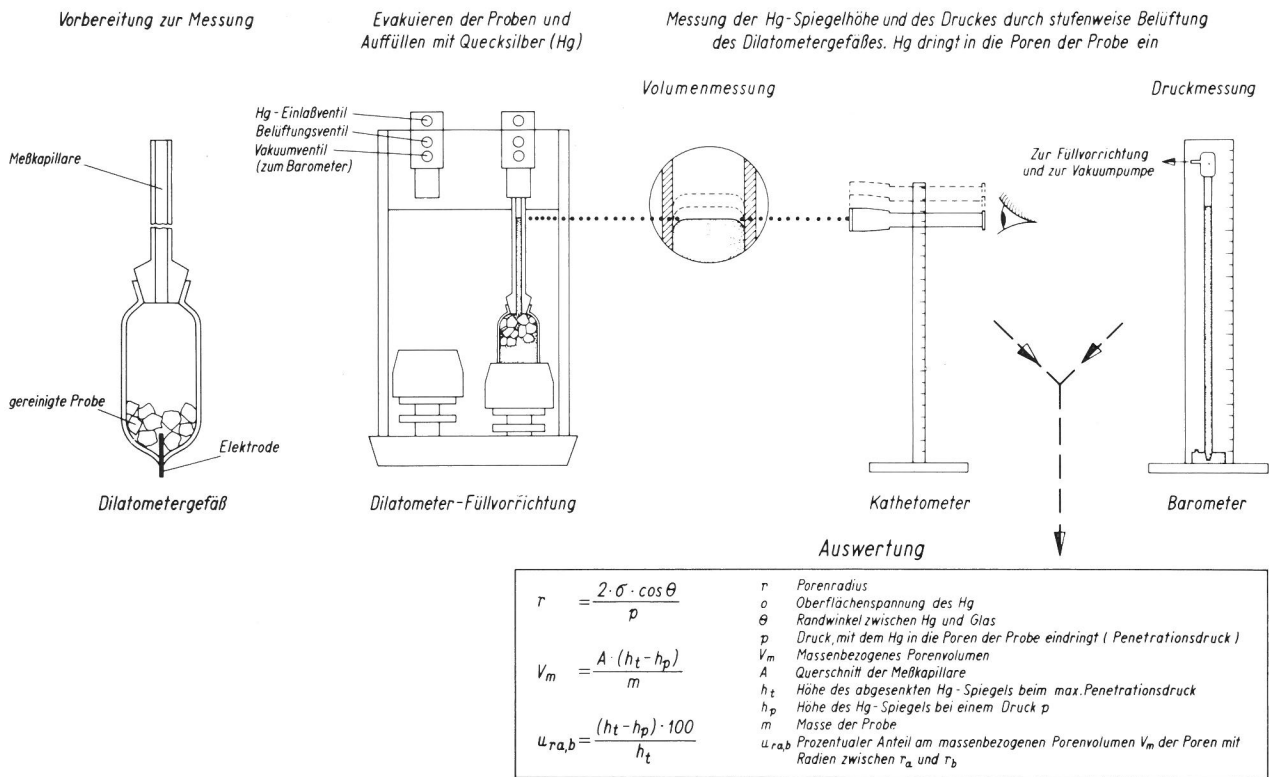 Vorbereitung zur Messung
Evakuieren der Proben und
Auffüllen mit Quecksilber (Hg)
Messung der Hg-Spiegelhöhe und des Druckes durch stufenweise Belüftung
des Dilatometergefäßes. Hg dringt in die Poren der Probe ein
Volumenmessung
Druckmessung
Hg-Einlaßventil
Belüftungsventil
Vakuumventil
(zum Barometer)
Meßkapillare
Zur Füllvorrichtung
und zur Vakuumpumpe
gereinigte Probe
Elektrode
Dilatometergefäß
Dilatometer-Füllvorrichtung
Kathetometer
Barometer
Auswertung
r = 2·σ·cosθ / p
V_m = A·(h_t-h_p) / m
u_ra,b = (h_t-h_p)·100 / h_t
r Porenradius
o Oberflächenspannung des Hg
θ Randwinkel zwischen Hg und Glas
p Druck, mit dem Hg in die Poren der Probe eindringt (Penetrationsdruck)
V_m Massenbezogenes Porenvolumen
A Querschnitt der Meßkapillare
h_t Höhe des abgesenkten Hg-Spiegels beim max. Penetrationsdruck
h_p Höhe des Hg-Spiegels bei einem Druck p
m Masse der Probe
u_ra,b Prozentualer Anteil am massenbezogenen Porenvolumen V_m der Poren mit
Radien zwischen r_a und r_b